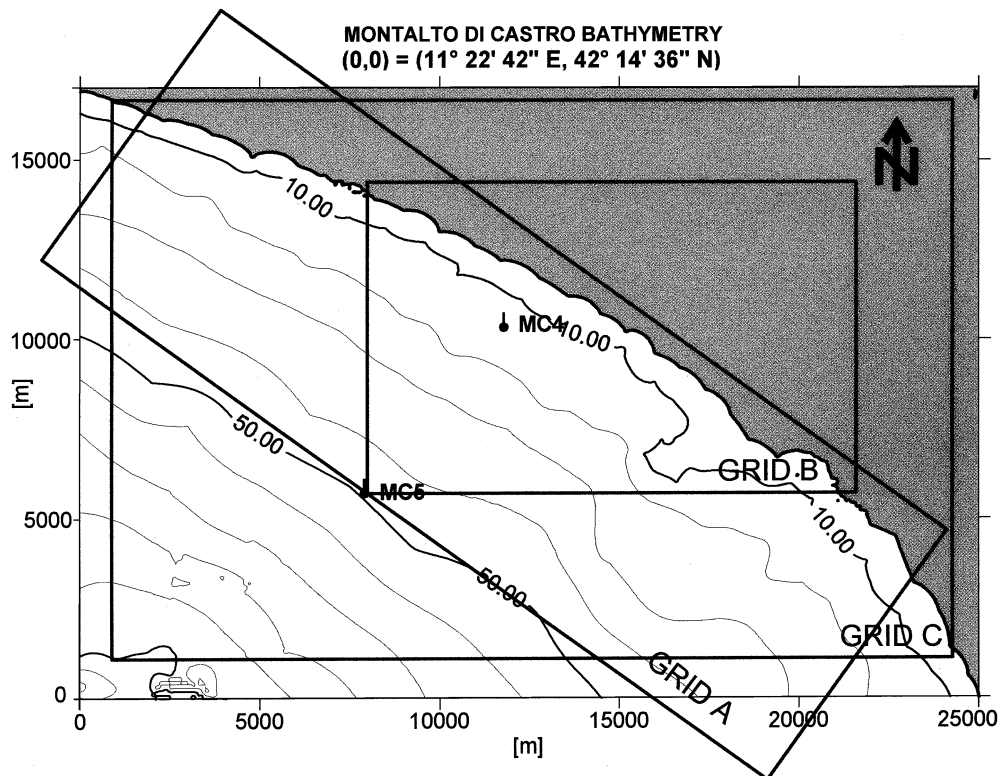 MONTALTO DI CASTRO BATHYMETRY
(0,0) = (11° 22' 42" E, 42° 14' 36" N)
15000
N
10.00
10000
MC4
10.00
[m]
50.00
GRID B
MC5
5000
10.00
50.00
GRID C
GRID A
0
0
5000
10000
15000
20000
25000
[m]